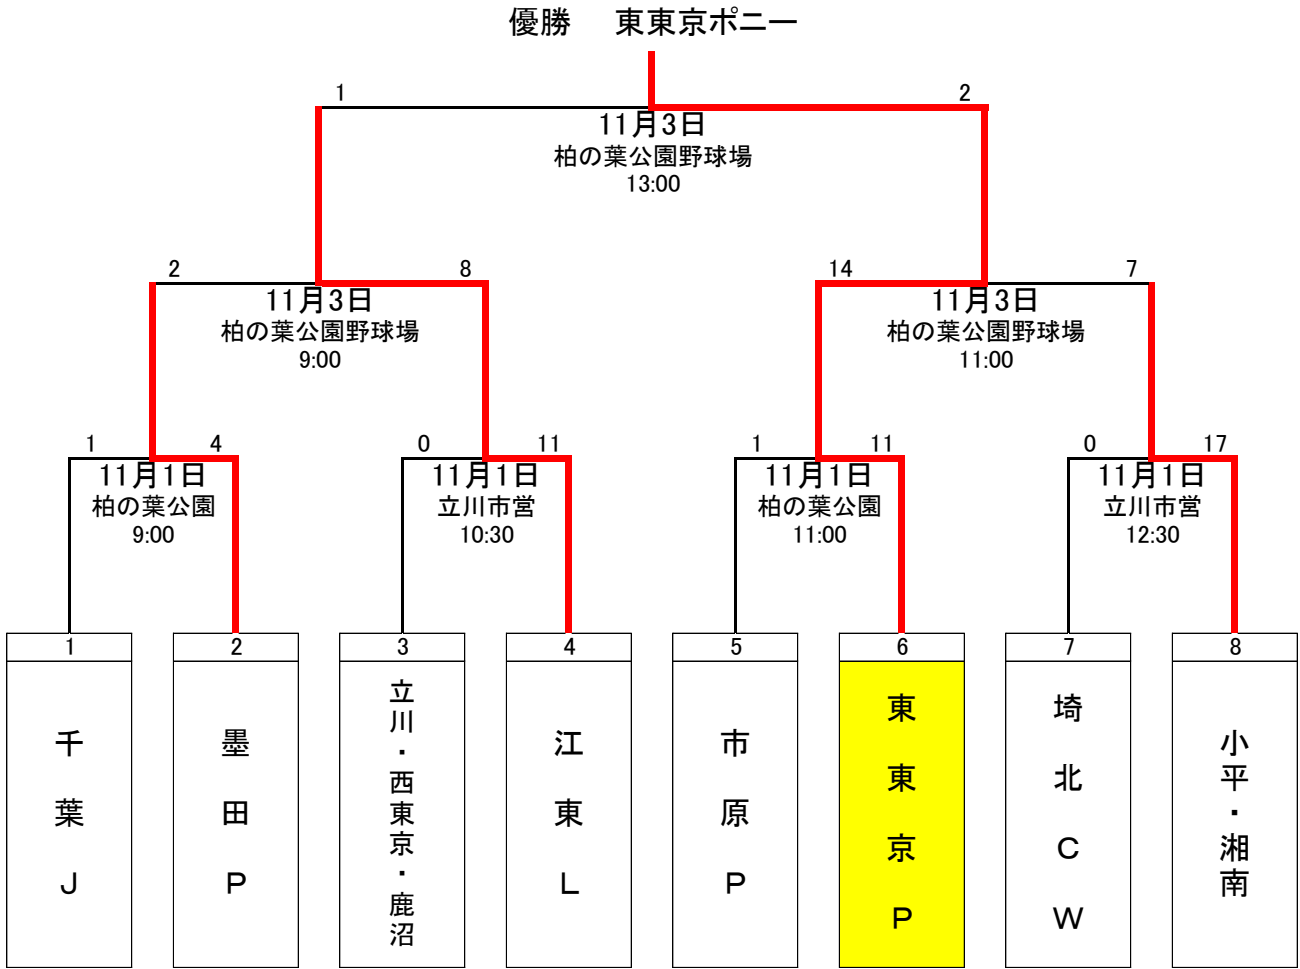 優勝 東東京ポニー
1 2
11月3日
柏の葉公園野球場
13:00
2 8 14 7
11月3日 11月3日
柏の葉公園野球場 柏の葉公園野球場
9:00 11:00
1 4 0 11 1 11 0 17
11月1日 11月1日 11月1日 11月1日
柏の葉公園 立川市営 柏の葉公園 立川市営
9:00 10:30 11:00 12:30
1 2 3 4 5 6 7 8
千葉J
墨田P
立川・西東京・鹿沼
江東L
市原P
東東京P
埼北CW
小平・湘南